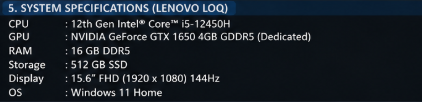 5. SYSTEM SPECIFICATIONS (LENOVO LOQ)
CPU : 12th Gen Intel® Core™ i5-12450H
GPU : NVIDIA GeForce GTX 1650 4GB GDDR5 (Dedicated)
RAM : 16 GB DDR5
Storage : 512 GB SSD
Display : 15.6" FHD (1920 x 1080) 144Hz
OS : Windows 11 Home